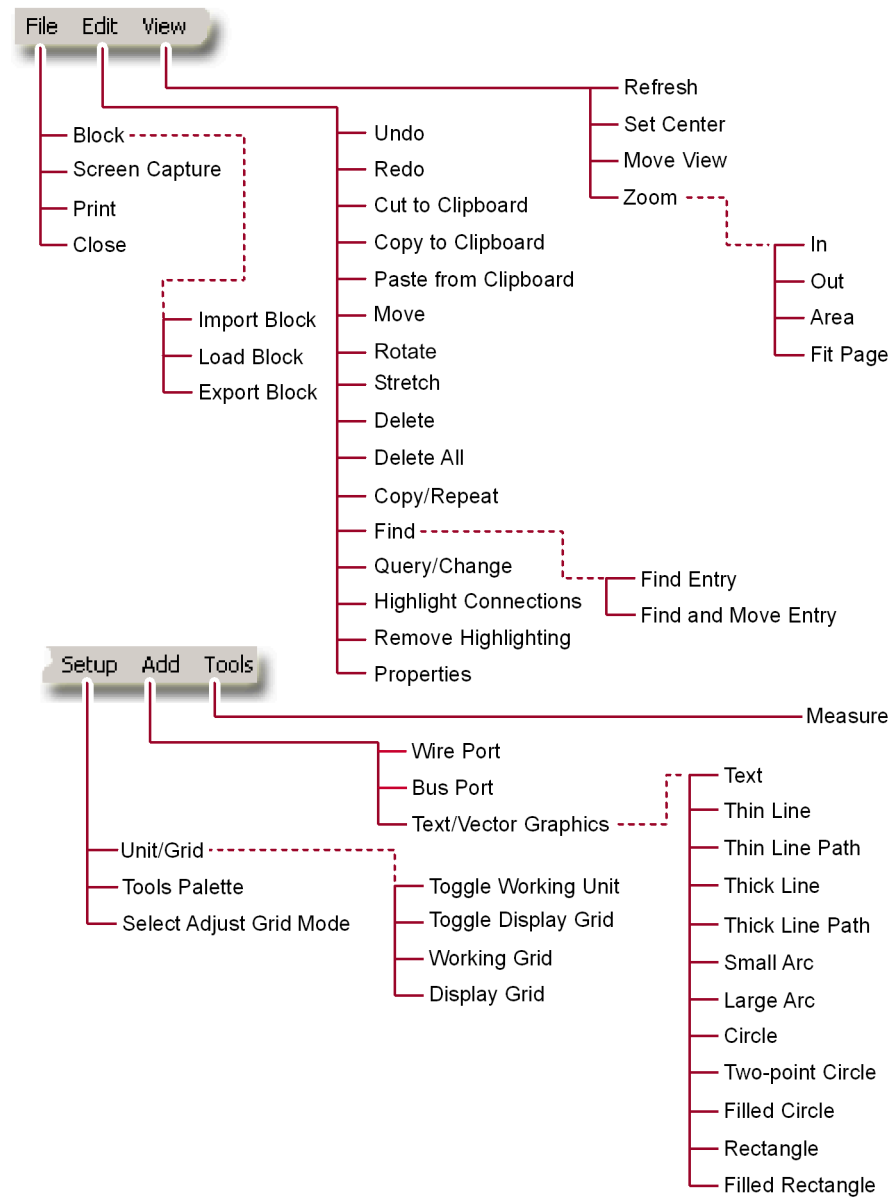 File Edit View
Block
Screen Capture
Print
Close
Import Block
Load Block
Export Block
Undo
Redo
Cut to Clipboard
Copy to Clipboard
Paste from Clipboard
Move
Rotate
Stretch
Delete
Delete All
Copy/Repeat
Find
Query/Change
Highlight Connections
Remove Highlighting
Properties
Find Entry
Find and Move Entry
Refresh
Set Center
Move View
Zoom
In
Out
Area
Fit Page
Setup Add Tools
Unit/Grid
Tools Palette
Select Adjust Grid Mode
Toggle Working Unit
Toggle Display Grid
Working Grid
Display Grid
Wire Port
Bus Port
Text/Vector Graphics
Text
Thin Line
Thin Line Path
Thick Line
Thick Line Path
Small Arc
Large Arc
Circle
Two-point Circle
Filled Circle
Rectangle
Filled Rectangle
Measure